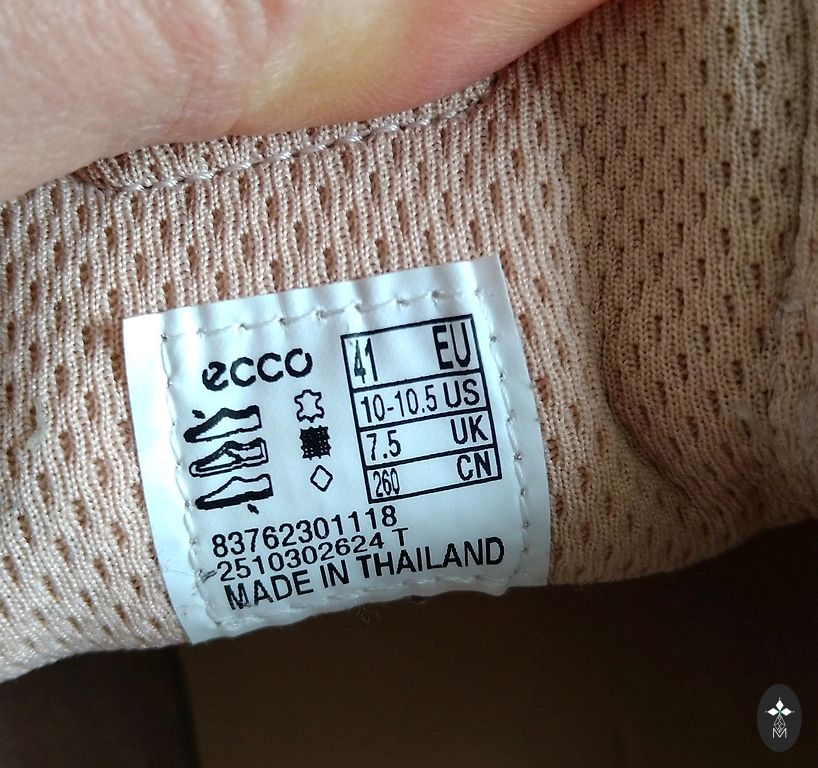 ecco
41 EU
10-10.5 US
7.5 UK
260 CN
83762301118
2510302624 T
MADE IN THAILAND